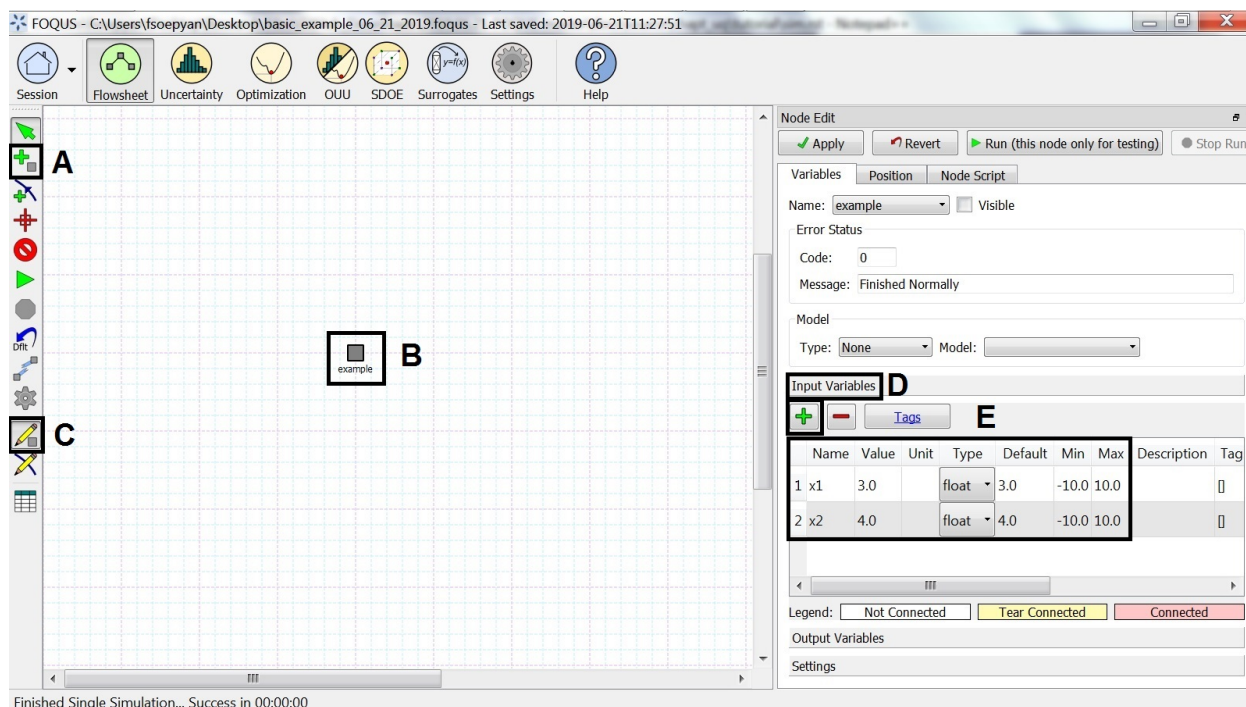 FOQUS - C:\Users\fsoepyan\Desktop\basic_example_06_21_2019.foqus - Last saved: 2019-06-21T11:27:51
y=f(x)
Session Flowsheet Uncertainty Optimization OUU SDOE Surrogates Settings Help
A
Dflt
C
example
B
Node Edit
Apply Revert Run (this node only for testing) Stop Run
Variables Position Node Script
Name: example Visible
Error Status
Code: 0
Message: Finished Normally
Model
Type: None Model:
Input Variables D
Tags E
Name Value Unit Type Default Min Max Description Tag
1 x1 3.0 float 3.0 -10.0 10.0 []
2 x2 4.0 float 4.0 -10.0 10.0 []
Legend: Not Connected Tear Connected Connected
Output Variables
Settings
Finished Single Simulation... Success in 00:00:00